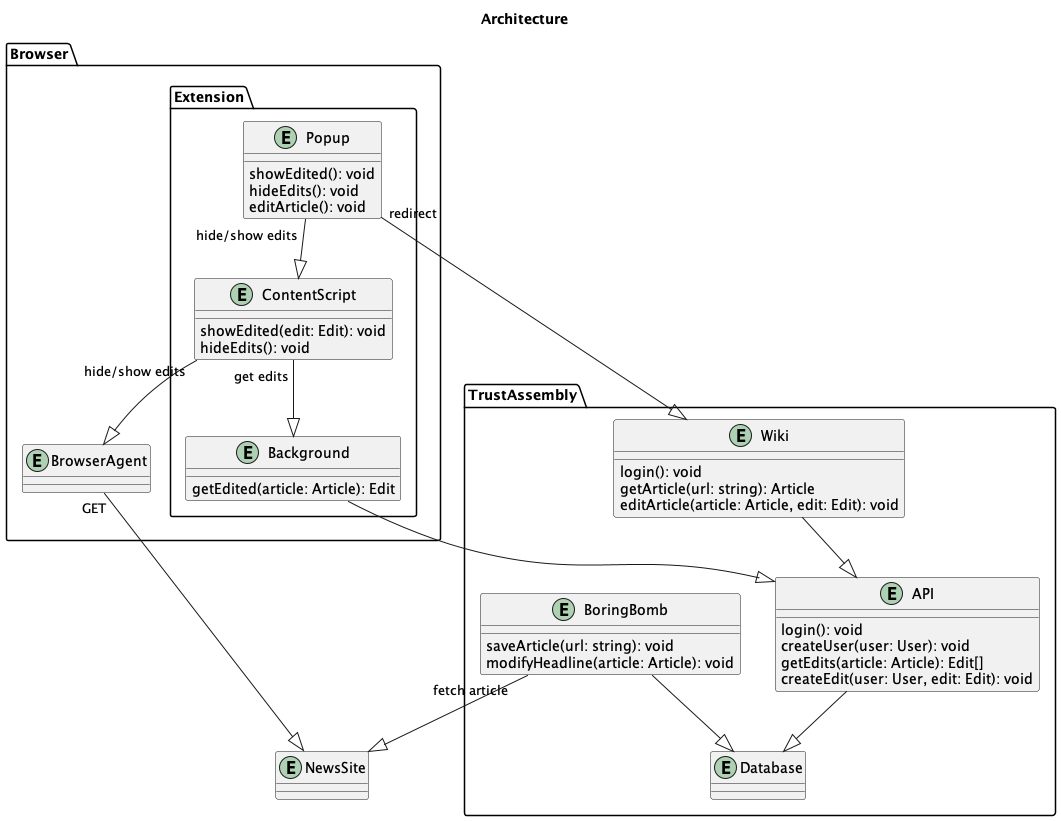 Architecture
Browser
Extension
E Popup
showEdited(): void
hideEdits(): void
editArticle(): void
redirect
hide/show edits
E ContentScript
showEdited(edit: Edit): void
hideEdits(): void
hide/show edits
get edits
TrustAssembly
E Wiki
login(): void
getArticle(url: string): Article
editArticle(article: Article, edit: Edit): void
E BrowserAgent
E Background
getEdited(article: Article): Edit
GET
E BoringBomb
saveArticle(url: string): void
modifyHeadline(article: Article): void
E API
login(): void
createUser(user: User): void
getEdits(article: Article): Edit[]
createEdit(user: User, edit: Edit): void
fetch article
E NewsSite
E Database